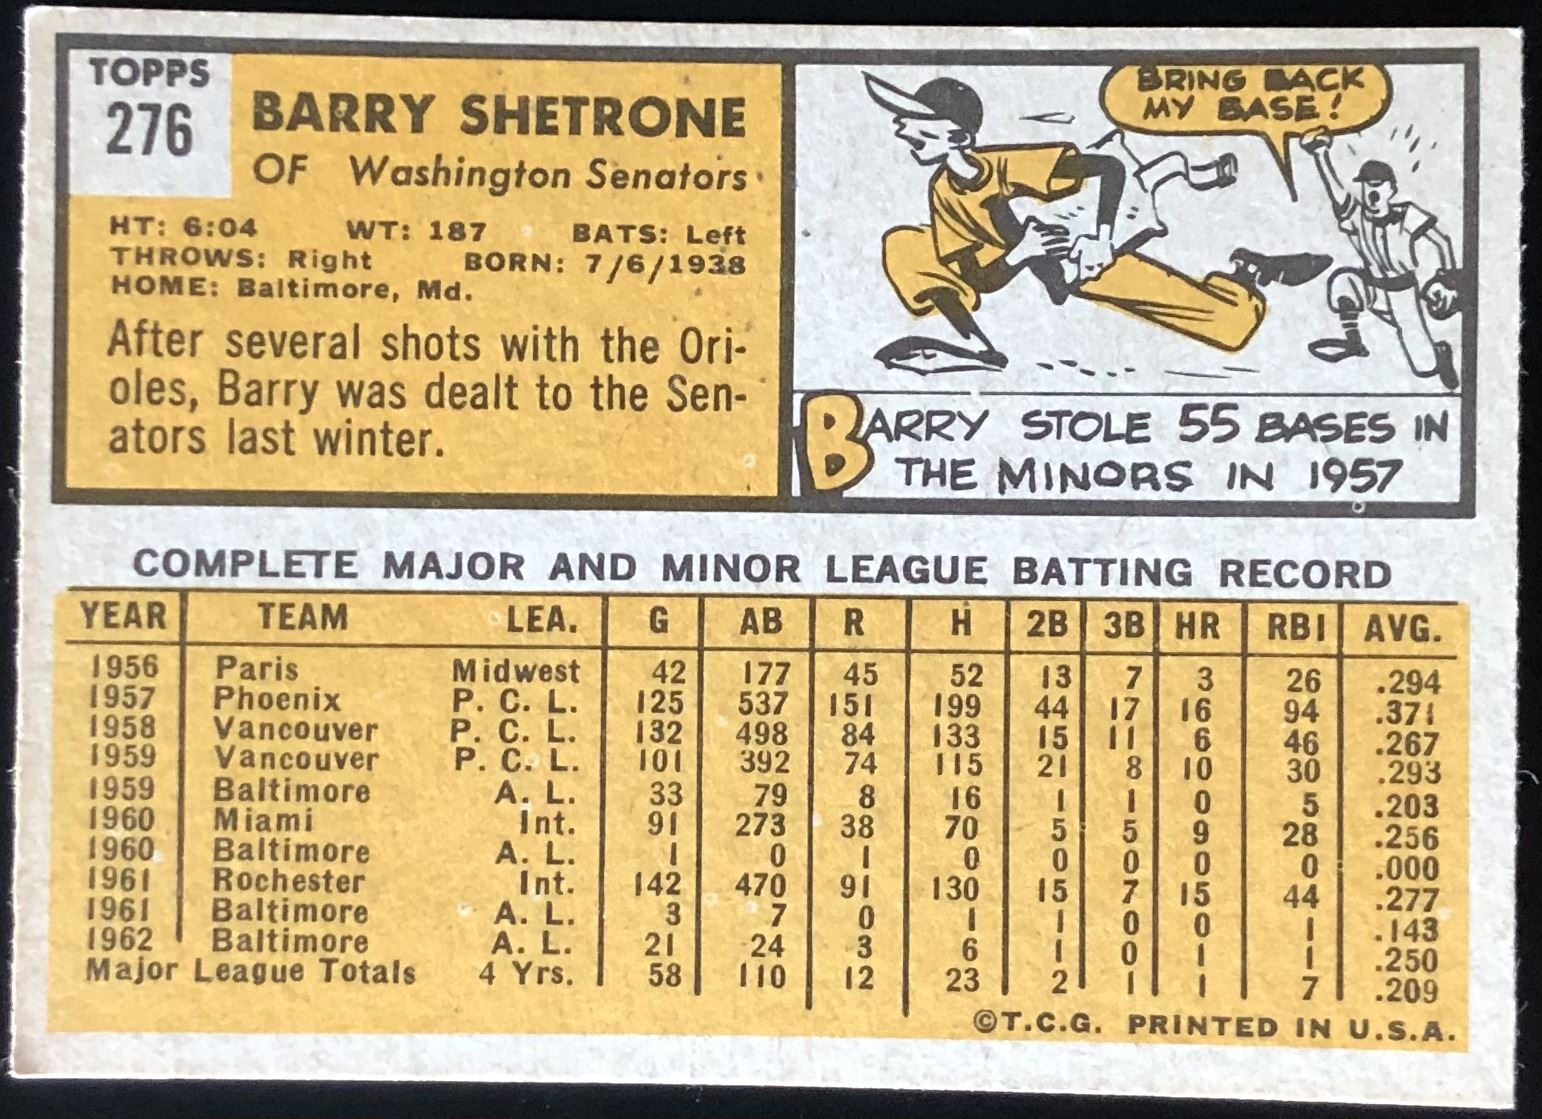 TOPPS
276
BARRY SHETRONE
OF Washington Senators
HT: 6:04 WT: 187 BATS: Left
THROWS: Right BORN: 7/6/1938
HOME: Baltimore, Md.
After several shots with the Ori-
oles, Barry was dealt to the Sen-
ators last winter.
BRING BACK
MY BASE!
BARRY STOLE 55 BASES IN
THE MINORS IN 1957
COMPLETE MAJOR AND MINOR LEAGUE BATTING RECORD
YEAR TEAM LEA. G AB R H 2B 3B HR RBI AVG.
1956 Paris Midwest 42 177 45 52 13 7 3 26 .294
1957 Phoenix P. C. L. 125 537 151 199 44 17 16 94 .371
1958 Vancouver P. C. L. 132 498 84 133 15 11 6 46 .267
1959 Vancouver P. C. L. 101 392 74 115 21 8 10 30 .293
1959 Baltimore A. L. 33 79 8 16 1 1 0 5 .203
1960 Miami Int. 91 273 38 70 5 5 9 28 .256
1960 Baltimore A. L. 1 0 1 0 0 0 0 0 .000
1961 Rochester Int. 142 470 91 130 15 7 15 44 .277
1961 Baltimore A. L. 3 7 0 1 1 0 0 1 .143
1962 Baltimore A. L. 21 24 3 6 1 0 1 1 .250
Major League Totals 4 Yrs. 58 110 12 23 2 1 1 7 .209
©T.C.G. PRINTED IN U.S.A.